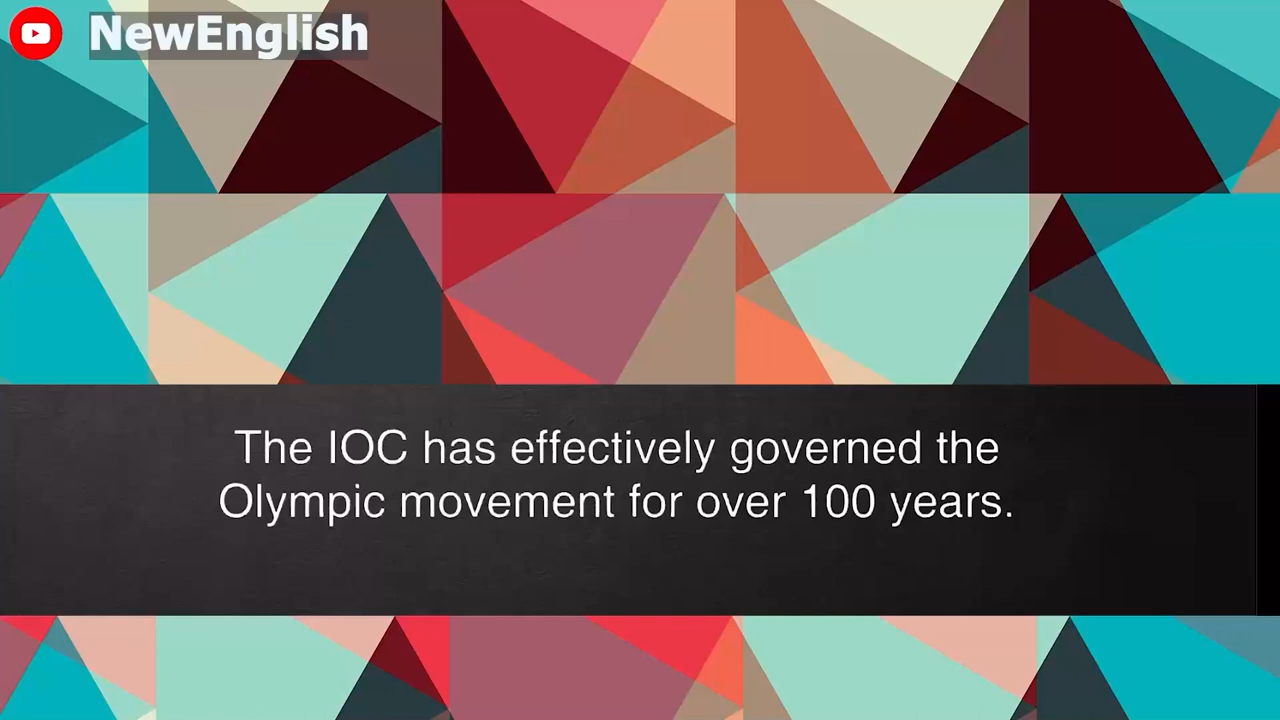 NewEnglish
The IOC has effectively governed the
Olympic movement for over 100 years.